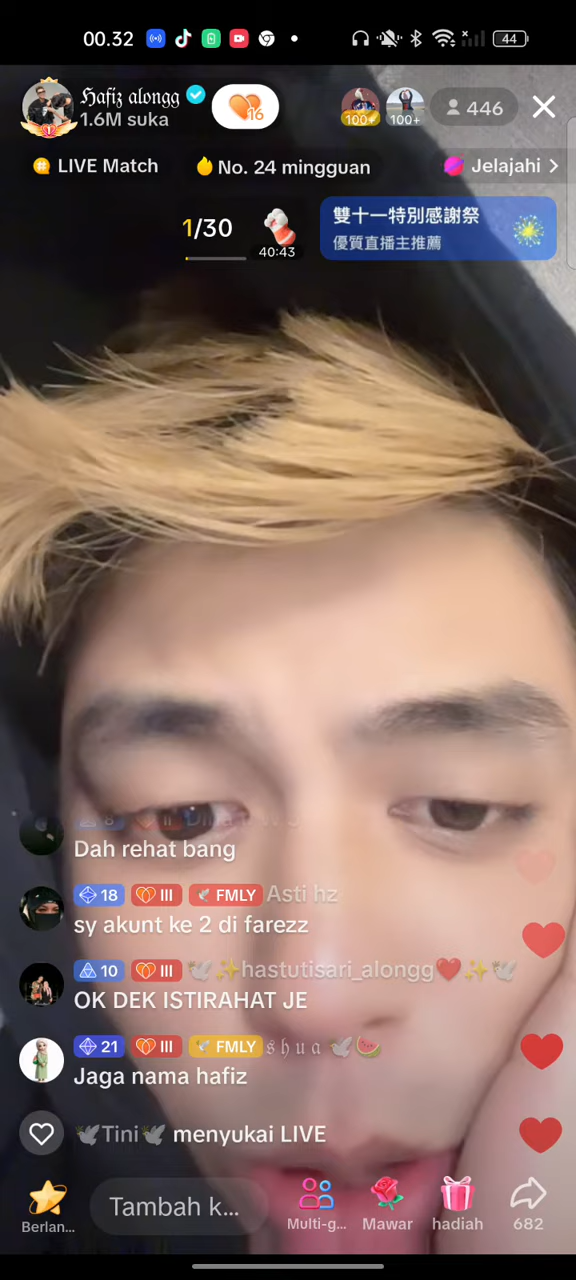 00.32
44
Hafiz alongg
1.6M suka
16
100+
100+
446
LIVE Match
No. 24 mingguan
Jelajahi
1/30
40:43
雙十一特別感謝祭
優質直播主推薦
8 II
Dah rehat bang
18 III FMLY Asti hz
sy akunt ke 2 di farezz
10 III 🕊️✨hastutisari_alongg❤️✨🕊️
OK DEK ISTIRAHAT JE
21 III FMLY 𝔰𝔥𝔲𝔞 🕊️🍉
Jaga nama hafiz
🕊️Tini🕊️ menyukai LIVE
Berlan...
Tambah k...
Multi-g...
Mawar
hadiah
682